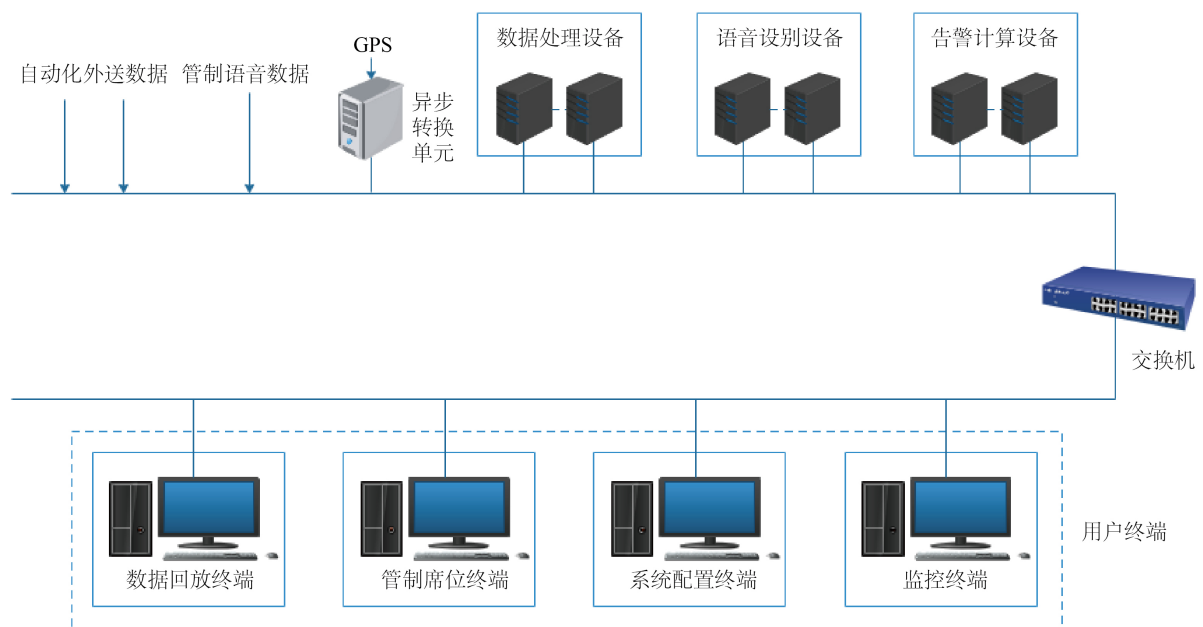 GPS
数据处理设备
语音设别设备
告警计算设备
自动化外送数据
管制语音数据
异步
转换
单元
交换机
用户终端
数据回放终端
管制席位终端
系统配置终端
监控终端